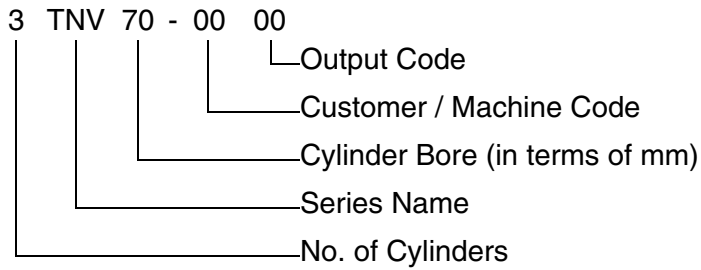 3 TNV 70 - 00 00
Output Code
Customer / Machine Code
Cylinder Bore (in terms of mm)
Series Name
No. of Cylinders